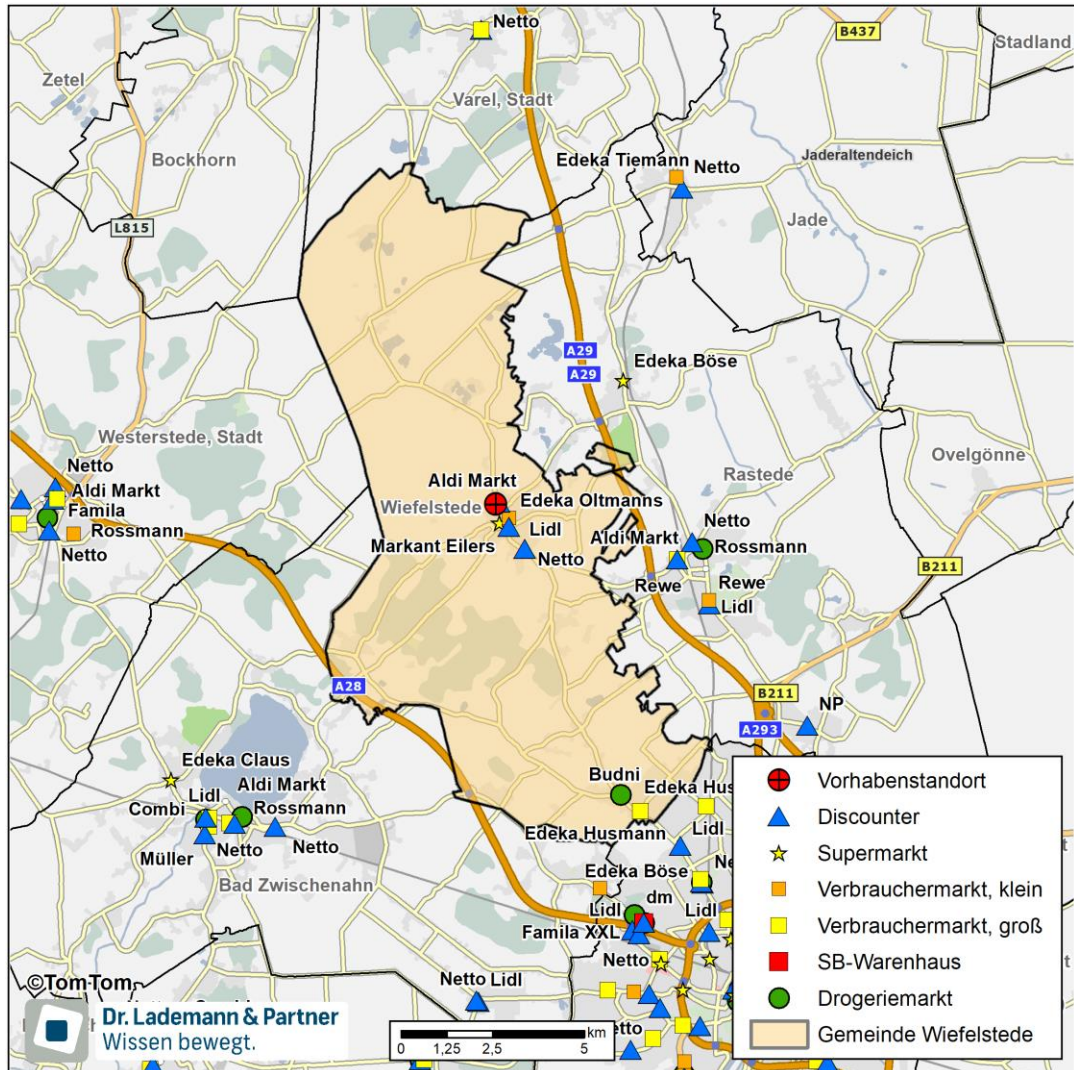 Netto
B437
Stadland
Zetel
Varel, Stadt
Bockhorn
Edeka Tiemann
Netto
Jaderaltendeich
Jade
L815
A29
A29
Edeka Böse
Westerstede, Stadt
Ovelgönne
Netto
Aldi Markt
Famila
Rossmann
Netto
Rastede
Aldi Markt
Wiefelstede
Edeka Oltmanns
Lidl
Markant Eilers
Netto
Netto
Aldi Markt
Rossmann
Rewe
Rewe
Lidl
B211
A28
B211
A293
NP
Edeka Claus
Aldi Markt
Lidl
Rossmann
Combi
Müller
Netto
Netto
Bad Zwischenahn
Budni
Edeka Hus
Edeka Husmann
Lidl
Edeka Böse
Ne
dm
Lidl
Lidl
Famila XXL
Netto
Netto Lidl
Vorhabenstandort
Discounter
Supermarkt
Verbrauchermarkt, klein
Verbrauchermarkt, groß
SB-Warenhaus
Drogeriemarkt
Gemeinde Wiefelstede
©TomTom
Dr. Lademann & Partner
Wissen bewegt.
km
0 1,25 2,5 5